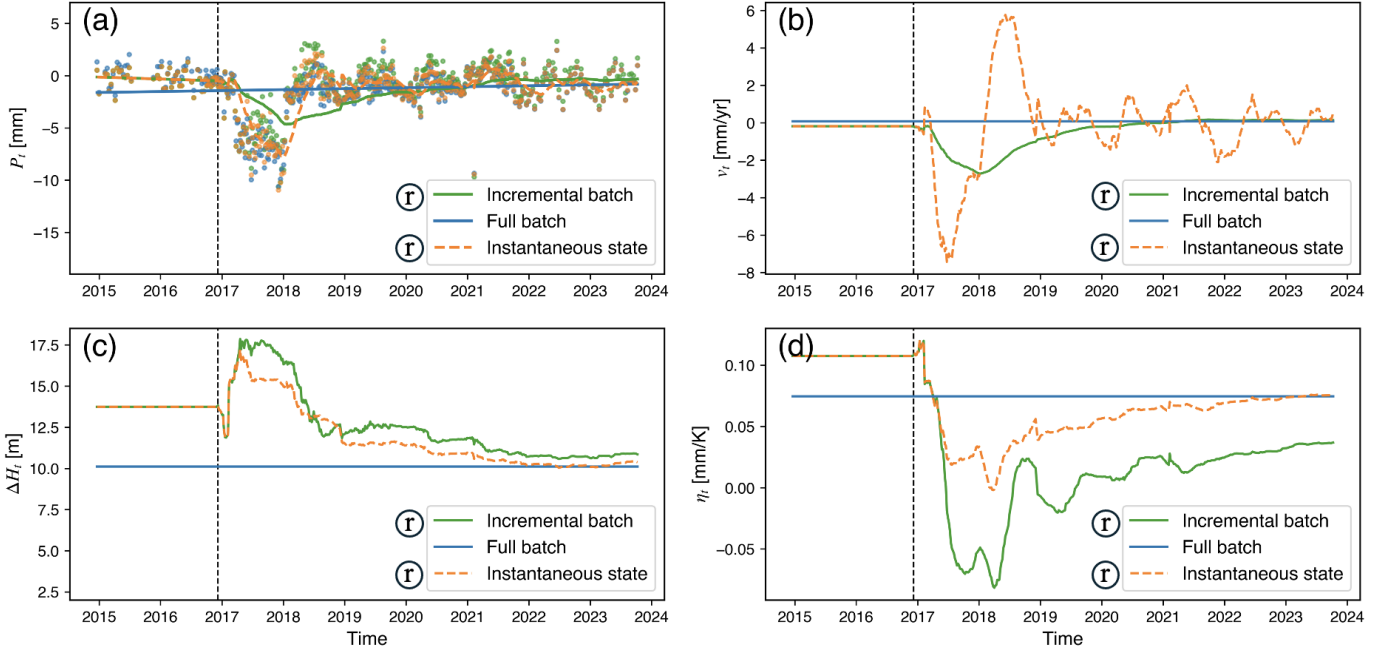 (a)
P_t [mm]
5
0
−5
−10
−15
2015 2016 2017 2018 2019 2020 2021 2022 2023 2024
r Incremental batch
Full batch
r Instantaneous state
(b)
v_t [mm/yr]
6
4
2
0
−2
−4
−6
−8
2015 2016 2017 2018 2019 2020 2021 2022 2023 2024
r Incremental batch
Full batch
r Instantaneous state
(c)
ΔH_t [m]
17.5
15.0
12.5
10.0
7.5
5.0
2.5
2015 2016 2017 2018 2019 2020 2021 2022 2023 2024
Time
r Incremental batch
Full batch
r Instantaneous state
(d)
η_t [mm/K]
0.10
0.05
0.00
−0.05
2015 2016 2017 2018 2019 2020 2021 2022 2023 2024
Time
r Incremental batch
Full batch
r Instantaneous state